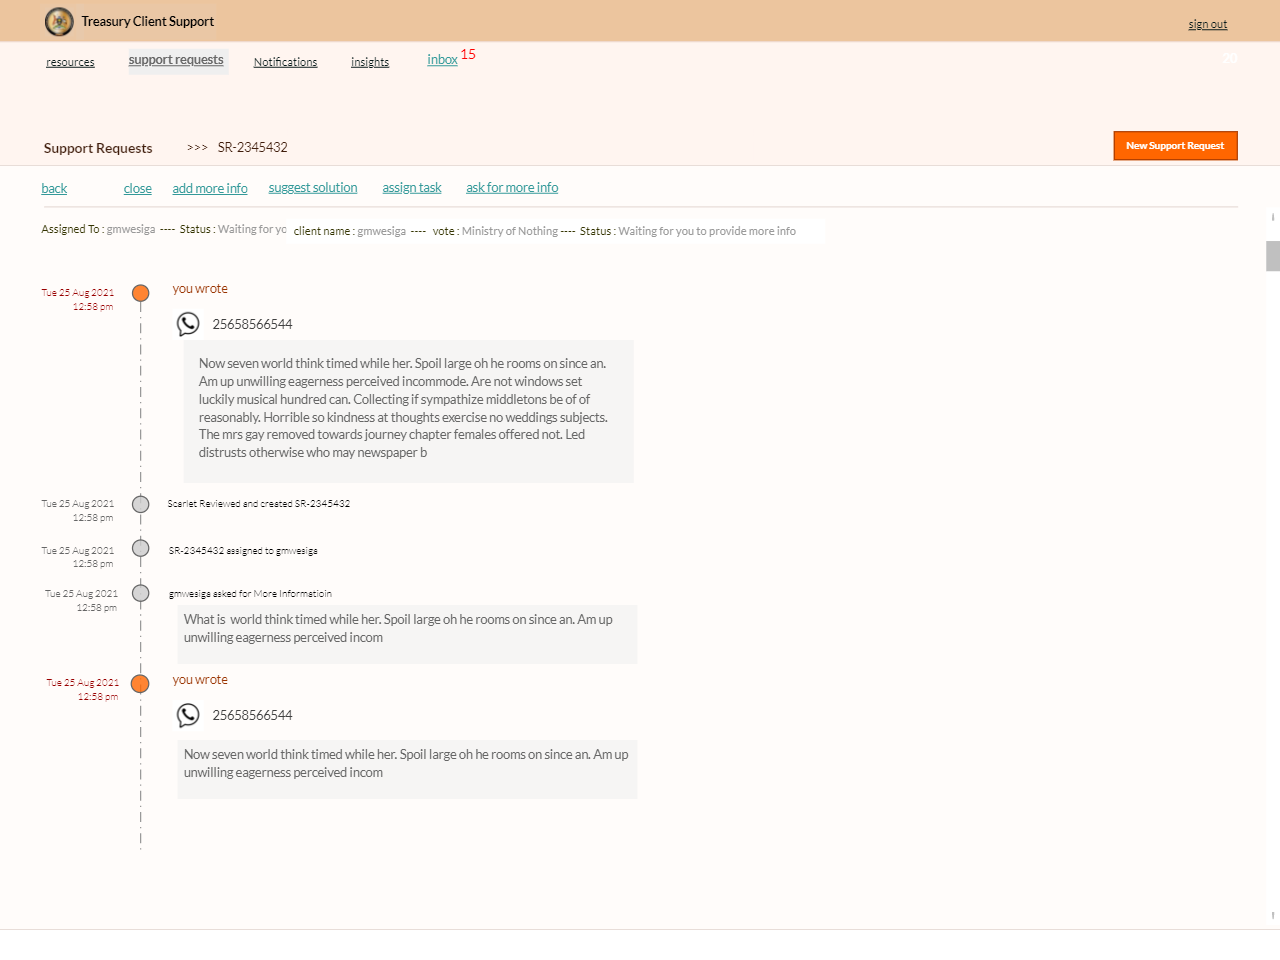 Treasury Client Support
sign out
resources
support requests
Notifications
insights
inbox 15
20
Support Requests >>> SR-2345432
New Support Request
back
close
add more info
suggest solution
assign task
ask for more info
Assigned To : gmwesiga ---- Status : Waiting for yo
client name : gmwesiga ---- vote : Ministry of Nothing ---- Status : Waiting for you to provide more info
Tue 25 Aug 2021
12:58 pm
you wrote
25658566544
Now seven world think timed while her. Spoil large oh he rooms on since an.
Am up unwilling eagerness perceived incommode. Are not windows set
luckily musical hundred can. Collecting if sympathize middletons be of of
reasonably. Horrible so kindness at thoughts exercise no weddings subjects.
The mrs gay removed towards journey chapter females offered not. Led
distrusts otherwise who may newspaper b
Tue 25 Aug 2021
12:58 pm
Scarlet Reviewed and created SR-2345432
Tue 25 Aug 2021
12:58 pm
SR-2345432 assigned to gmwesiga
Tue 25 Aug 2021
12:58 pm
gmwesiga asked for More Informatioin
What is  world think timed while her. Spoil large oh he rooms on since an. Am up
unwilling eagerness perceived incom
Tue 25 Aug 2021
12:58 pm
you wrote
25658566544
Now seven world think timed while her. Spoil large oh he rooms on since an. Am up
unwilling eagerness perceived incom